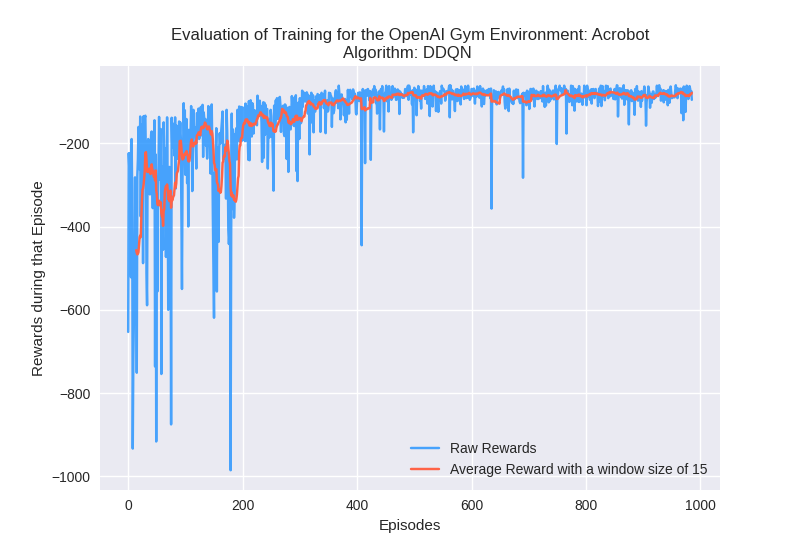 Evaluation of Training for the OpenAI Gym Environment: Acrobot
Algorithm: DDQN
Rewards during that Episode
−200
−400
−600
−800
−1000
0
200
400
600
800
1000
Episodes
Raw Rewards
Average Reward with a window size of 15